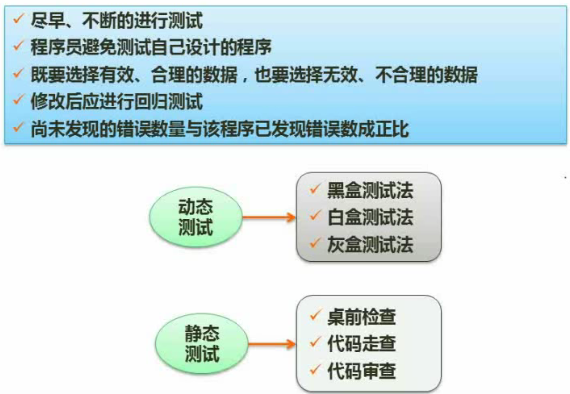 尽早、不断的进行测试
程序员避免测试自己设计的程序
既要选择有效、合理的数据，也要选择无效、不合理的数据
修改后应进行回归测试
尚未发现的错误数量与该程序已发现错误数成正比
动态
测试
黑盒测试法
白盒测试法
灰盒测试法
静态
测试
桌前检查
代码走查
代码审查